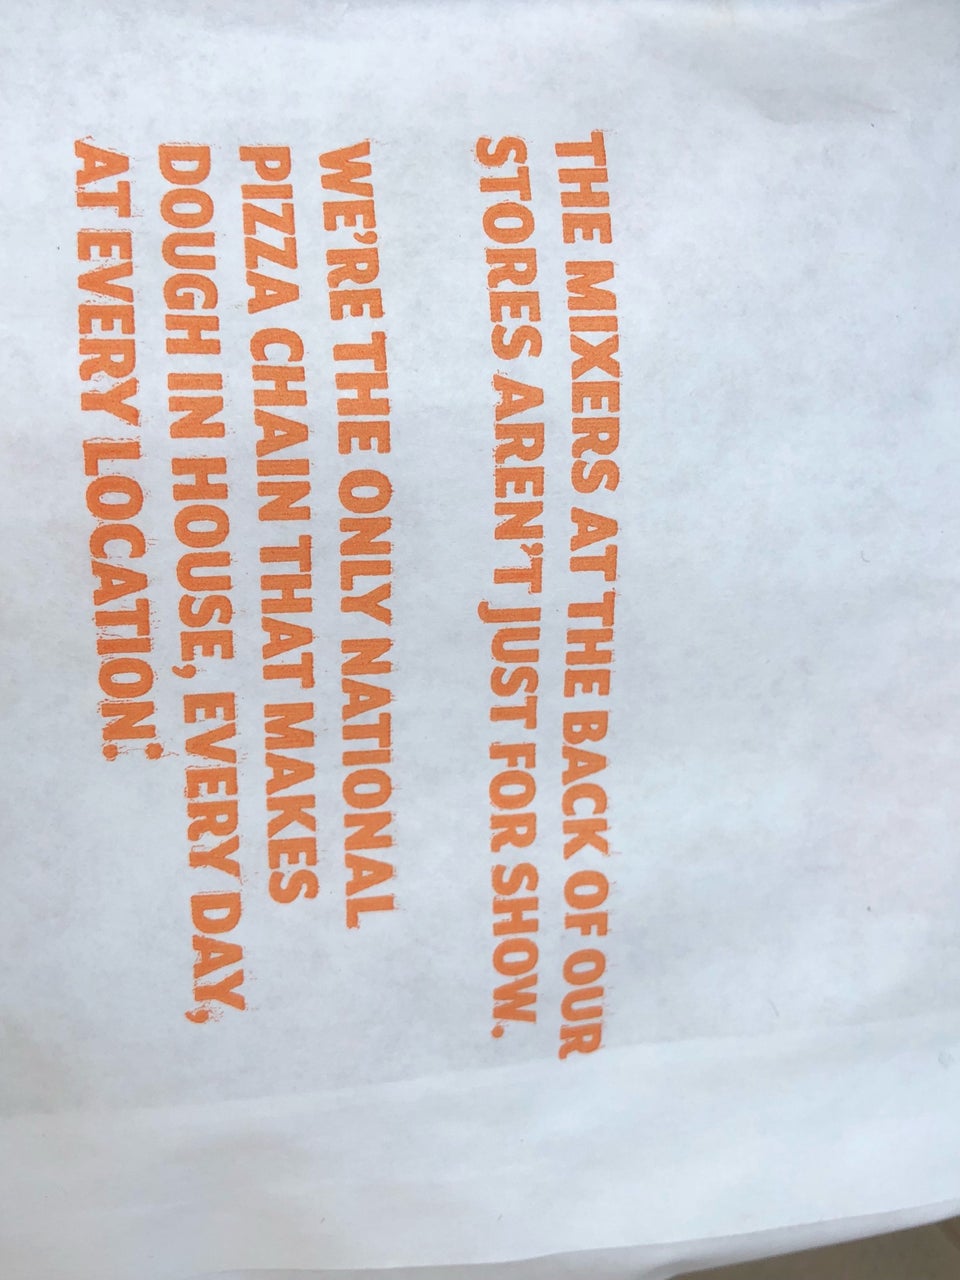 THE MIXERS AT THE BACK OF OUR
STORES AREN'T JUST FOR SHOW.
WE'RE THE ONLY NATIONAL
PIZZA CHAIN THAT MAKES
DOUGH IN HOUSE, EVERY DAY,
AT EVERY LOCATION.*